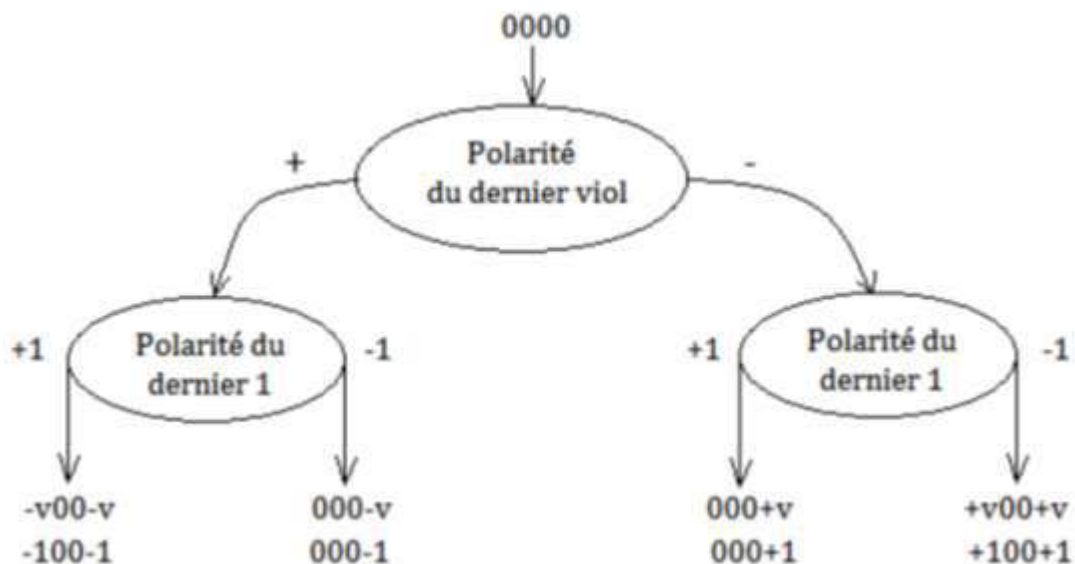 0000
Polarité
du dernier viol
+
-
+1
Polarité du
dernier 1
-1
+1
Polarité du
dernier 1
-1
-v00-v
000-v
000+v
+v00+v
-100-1
000-1
000+1
+100+1